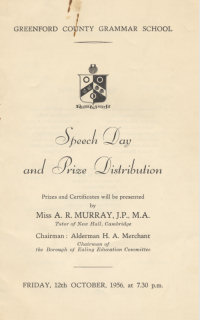 GREENFORD COUNTY GRAMMAR SCHOOL
Speech Day
and Prize Distribution
Prizes and Certificates will be presented
by
Miss A. R. MURRAY, J.P., M.A.
Tutor of New Hall, Cambridge
Chairman: Alderman H. A. Merchant
Chairman of
the Borough of Ealing Education Committee
FRIDAY, 12th OCTOBER, 1956, at 7.30 p.m.